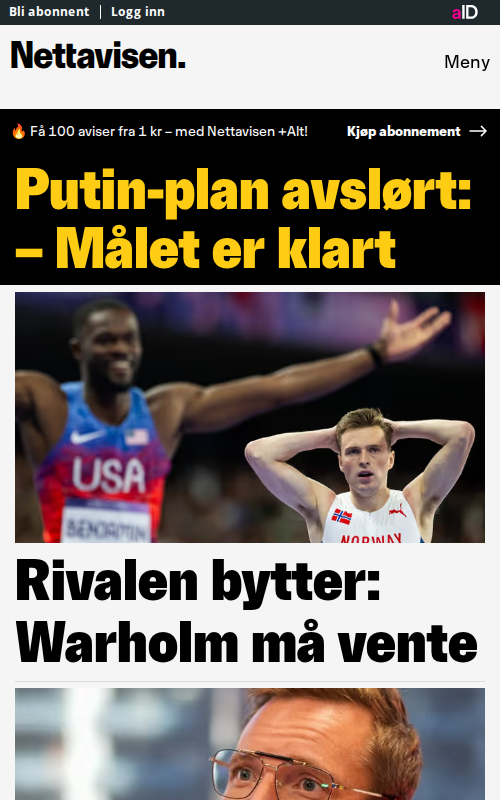 Bli abonnent | Logg inn
aID
Nettavisen.
Meny
🔥 Få 100 aviser fra 1 kr – med Nettavisen +Alt!
Kjøp abonnement →
Putin-plan avslørt:
– Målet er klart
USA
BENJAMIN
NORWAY
Rivalen bytter:
Warholm må vente